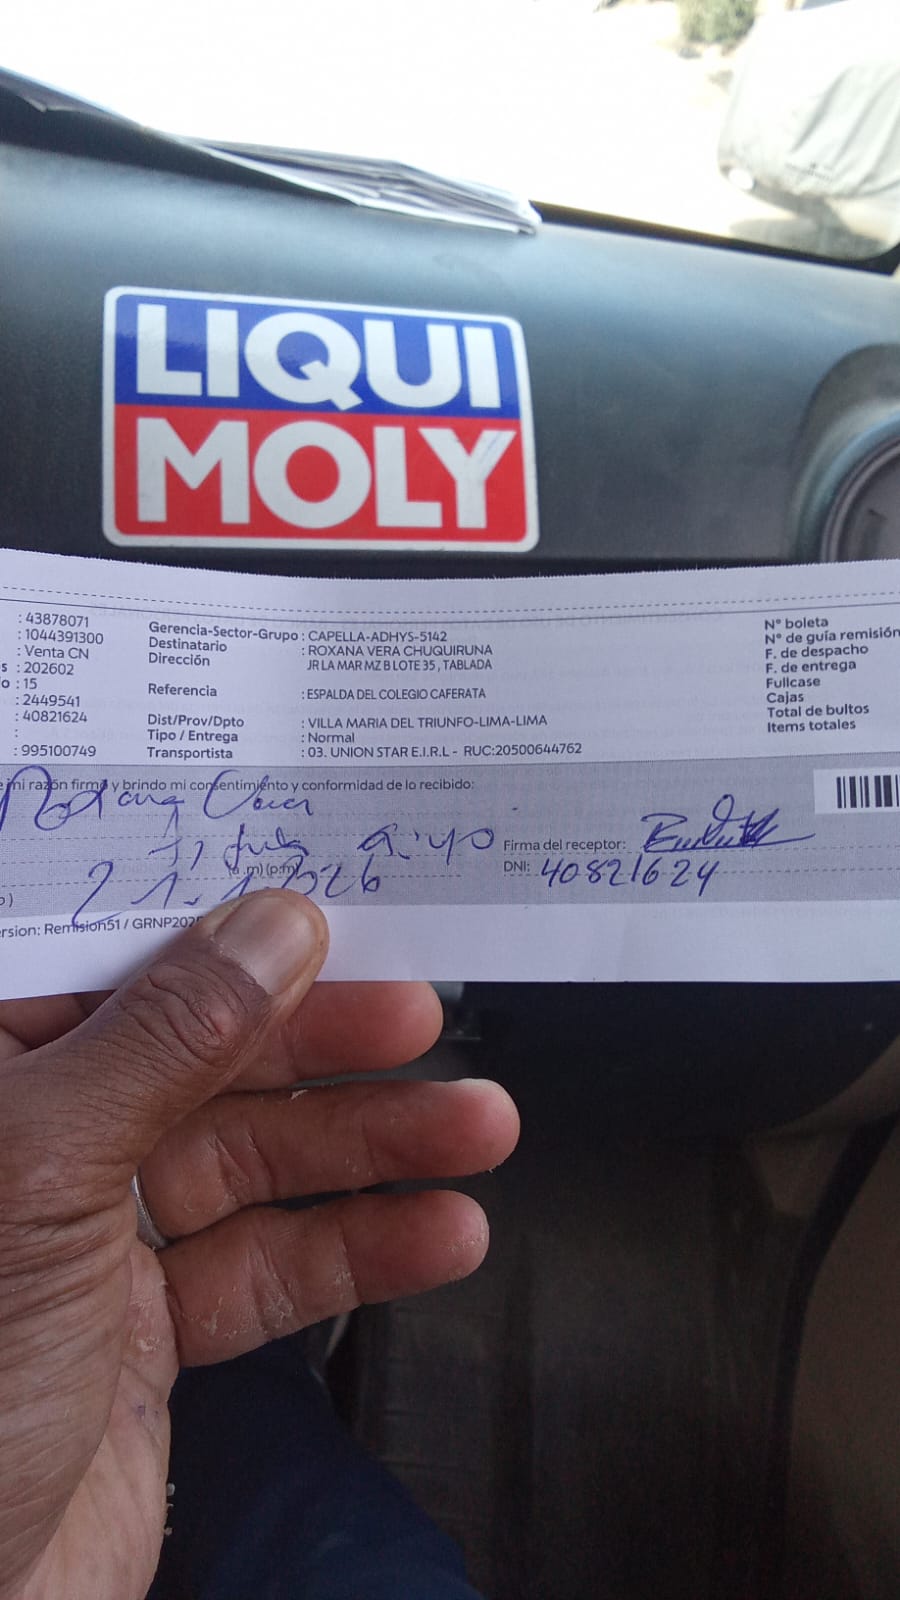 LIQUI
MOLY
: 43878071
: 1044391300
: Venta CN
s : 202602
o : 15
: 2449541
: 40821624
:
: 995100749
Gerencia-Sector-Grupo : CAPELLA-ADHYS-5142
Destinatario : ROXANA VERA CHUQUIRUNA
Dirección : JR LA MAR MZ B LOTE 35 , TABLADA
Referencia : ESPALDA DEL COLEGIO CAFERATA
Dist/Prov/Dpto : VILLA MARIA DEL TRIUNFO-LIMA-LIMA
Tipo / Entrega : Normal
Transportista : 03. UNION STAR E.I.R.L - RUC:20500644762
N° boleta
N° de guía remisión
F. de despacho
F. de entrega
Fullcase
Cajas
Total de bultos
Items totales
e mi razón firmo y brindo mi consentimiento y conformidad de lo recibido:
Roxana Vera
(a .m) (p:m)
Firma del receptor:
DNI: 40821624
o )
ersion: Remision51 / GRNP202